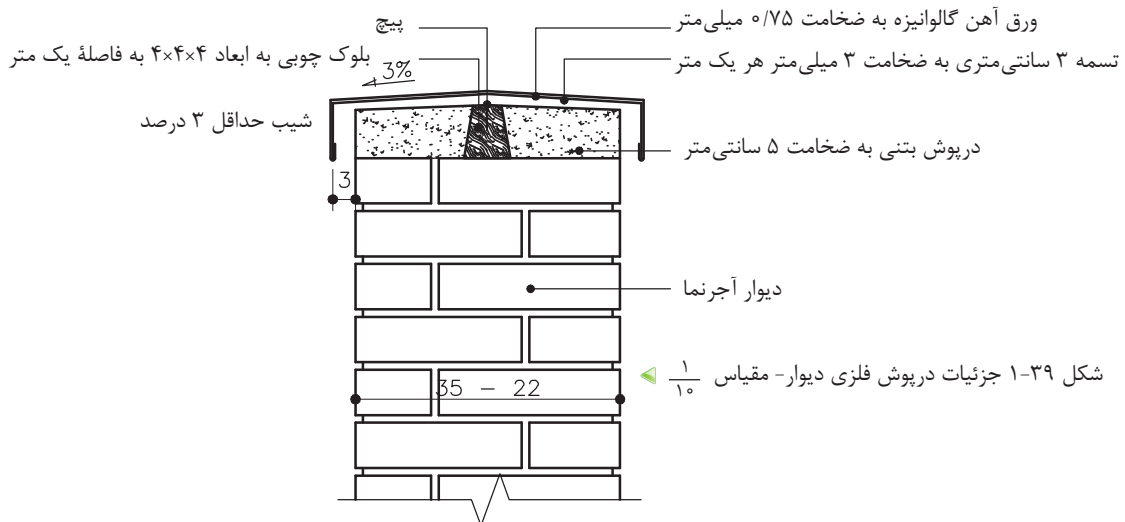 ورق آهن گالوانیزه به ضخامت ۰/۷۵ میلی‌متر
پیچ
تسمه ۳ سانتی‌متری به ضخامت ۳ میلی‌متر هر یک متر
بلوک چوبی به ابعاد ۴×۴×۴ به فاصلهٔ یک متر
3%
شیب حداقل ۳ درصد
درپوش بتنی به ضخامت ۵ سانتی‌متر
3
دیوار آجرنما
شکل ۳۹-۱ جزئیات درپوش فلزی دیوار- مقیاس ۱/۱۰
35 – 22